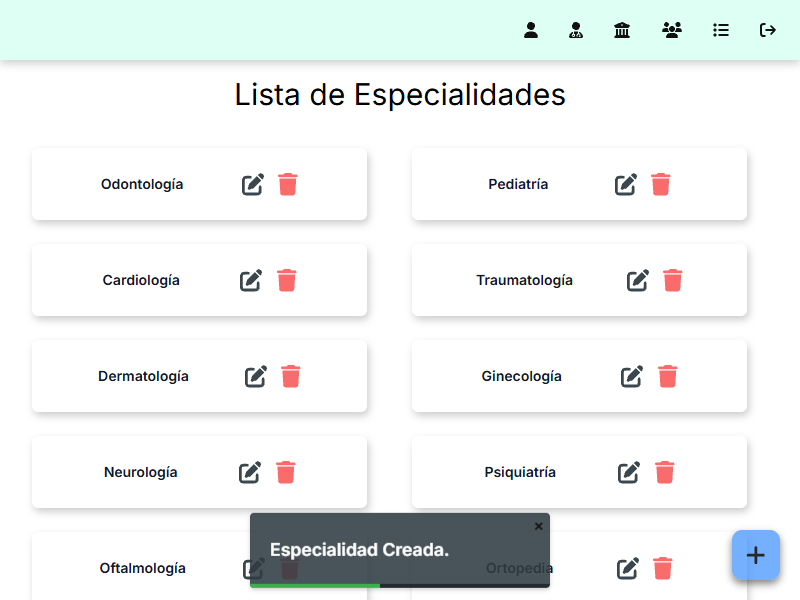 Lista de Especialidades
Odontología
Pediatría
Cardiología
Traumatología
Dermatología
Ginecología
Neurología
Psiquiatría
Especialidad Creada.
Oftalmología
Ortopedia